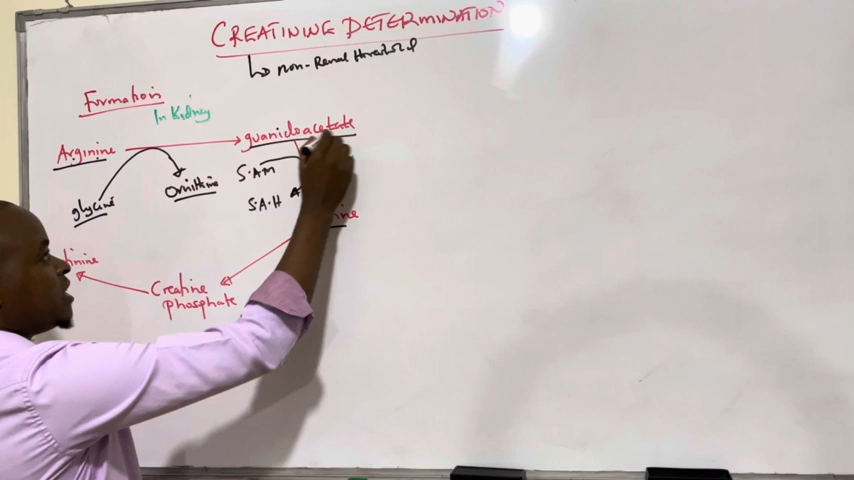 CREATININE DETERMINATION
non-Renal threshold
Formation
In Kidney
Arginine
guanidoacetate
glycine
Ornithine
S.A.M
S.A.H
Creatine
phosphate